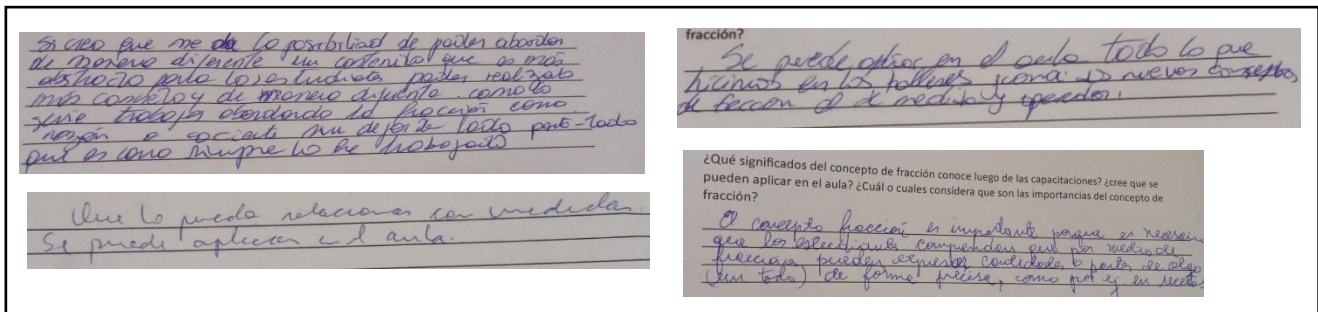 Si creo que me da la posibilidad de poder abordar
de manera diferente un contenido que es más
abstracto para los estudiantes poder realizarlo
más concreto y de manera diferente como lo
sería trabajar abordando la fracción como
razón o cociente sin dejar de lado parte-todo
que es como siempre lo he trabajado
Que lo puedo relacionar con medidas.
Se puede aplicar en el aula.
fracción?
Se puede aplicar en el aula todo lo que
hicimos en los talleres nuevos conceptos
de fracción el de medida y operador.
¿Qué significados del concepto de fracción conoce luego de las capacitaciones? ¿cree que se
pueden aplicar en el aula? ¿Cuál o cuales considera que son las importancias del concepto de
fracción?
El concepto fracción es importante porque es necesario
que los estudiantes comprendan que por medio de
fracciones pueden expresar cantidades o partes de algo
(un todo) de forma precisa, como por ej en recetas